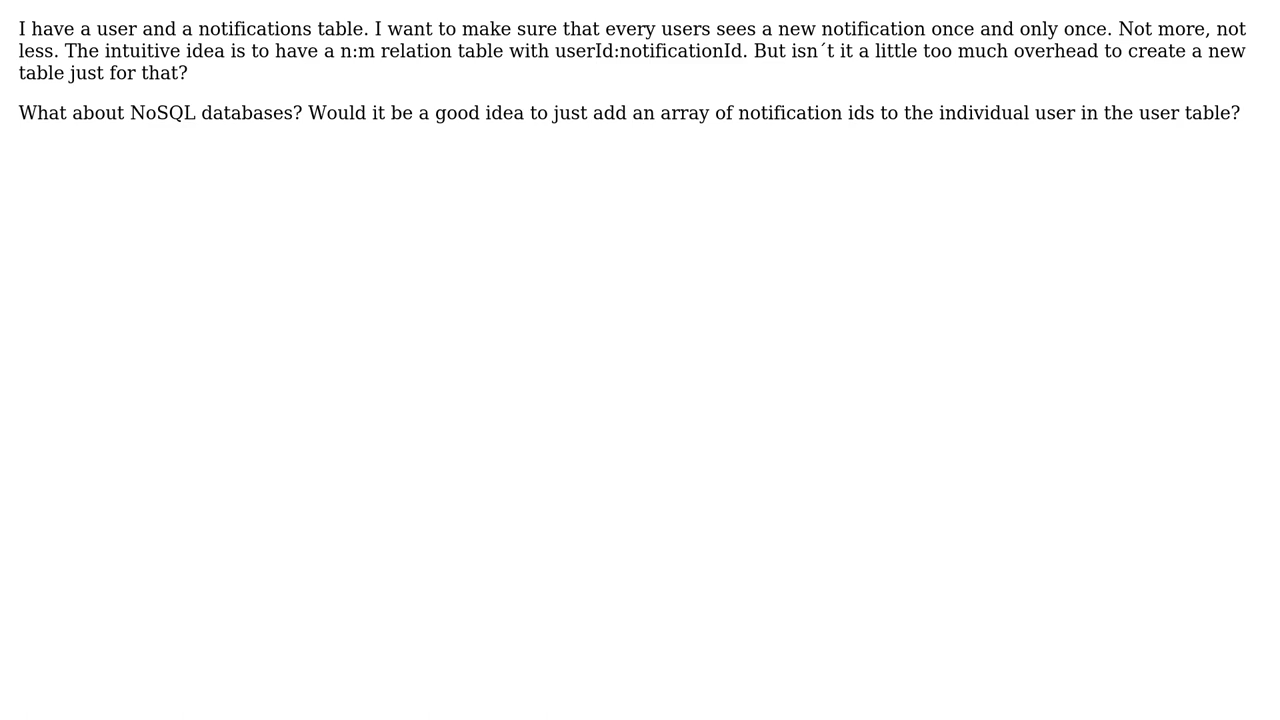 I have a user and a notifications table. I want to make sure that every users sees a new notification once and only once. Not more, not
less. The intuitive idea is to have a n:m relation table with userId:notificationId. But isn´t it a little too much overhead to create a new
table just for that?
What about NoSQL databases? Would it be a good idea to just add an array of notification ids to the individual user in the user table?